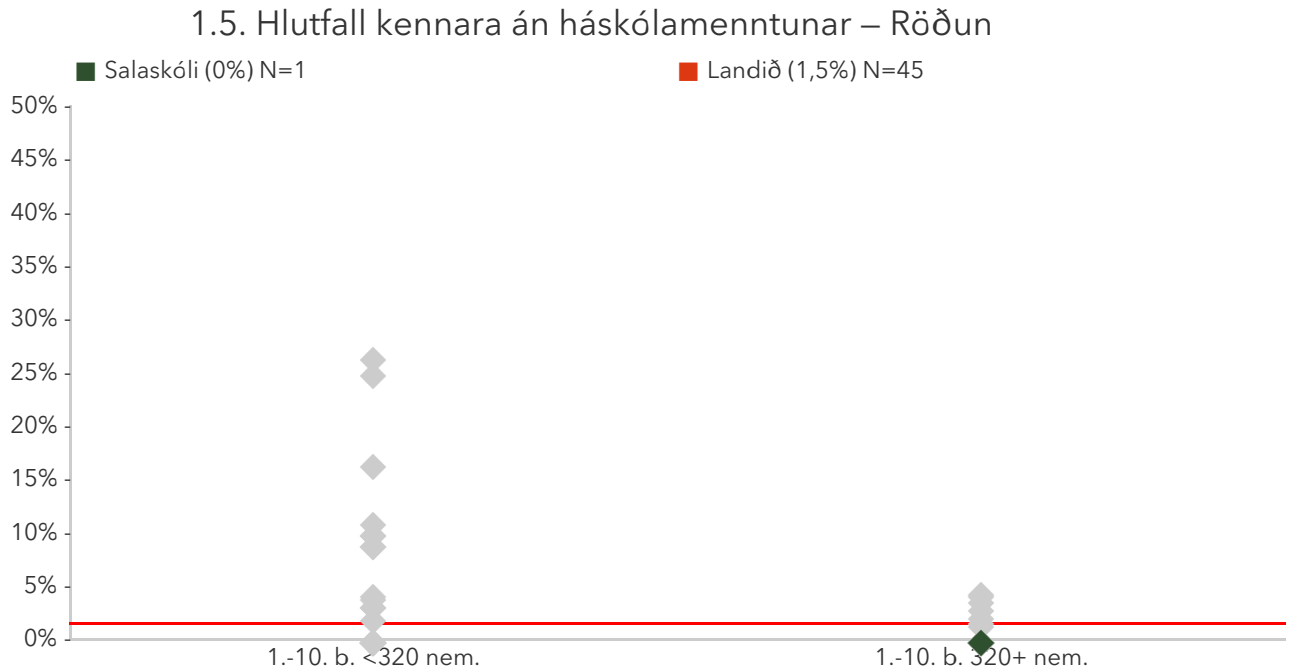 1.5. Hlutfall kennara án háskólamenntunar – Röðun
Salaskóli (0%) N=1
Landið (1,5%) N=45
50%
45%
40%
35%
30%
25%
20%
15%
10%
5%
0%
1.-10. b. <320 nem.
1.-10. b. 320+ nem.